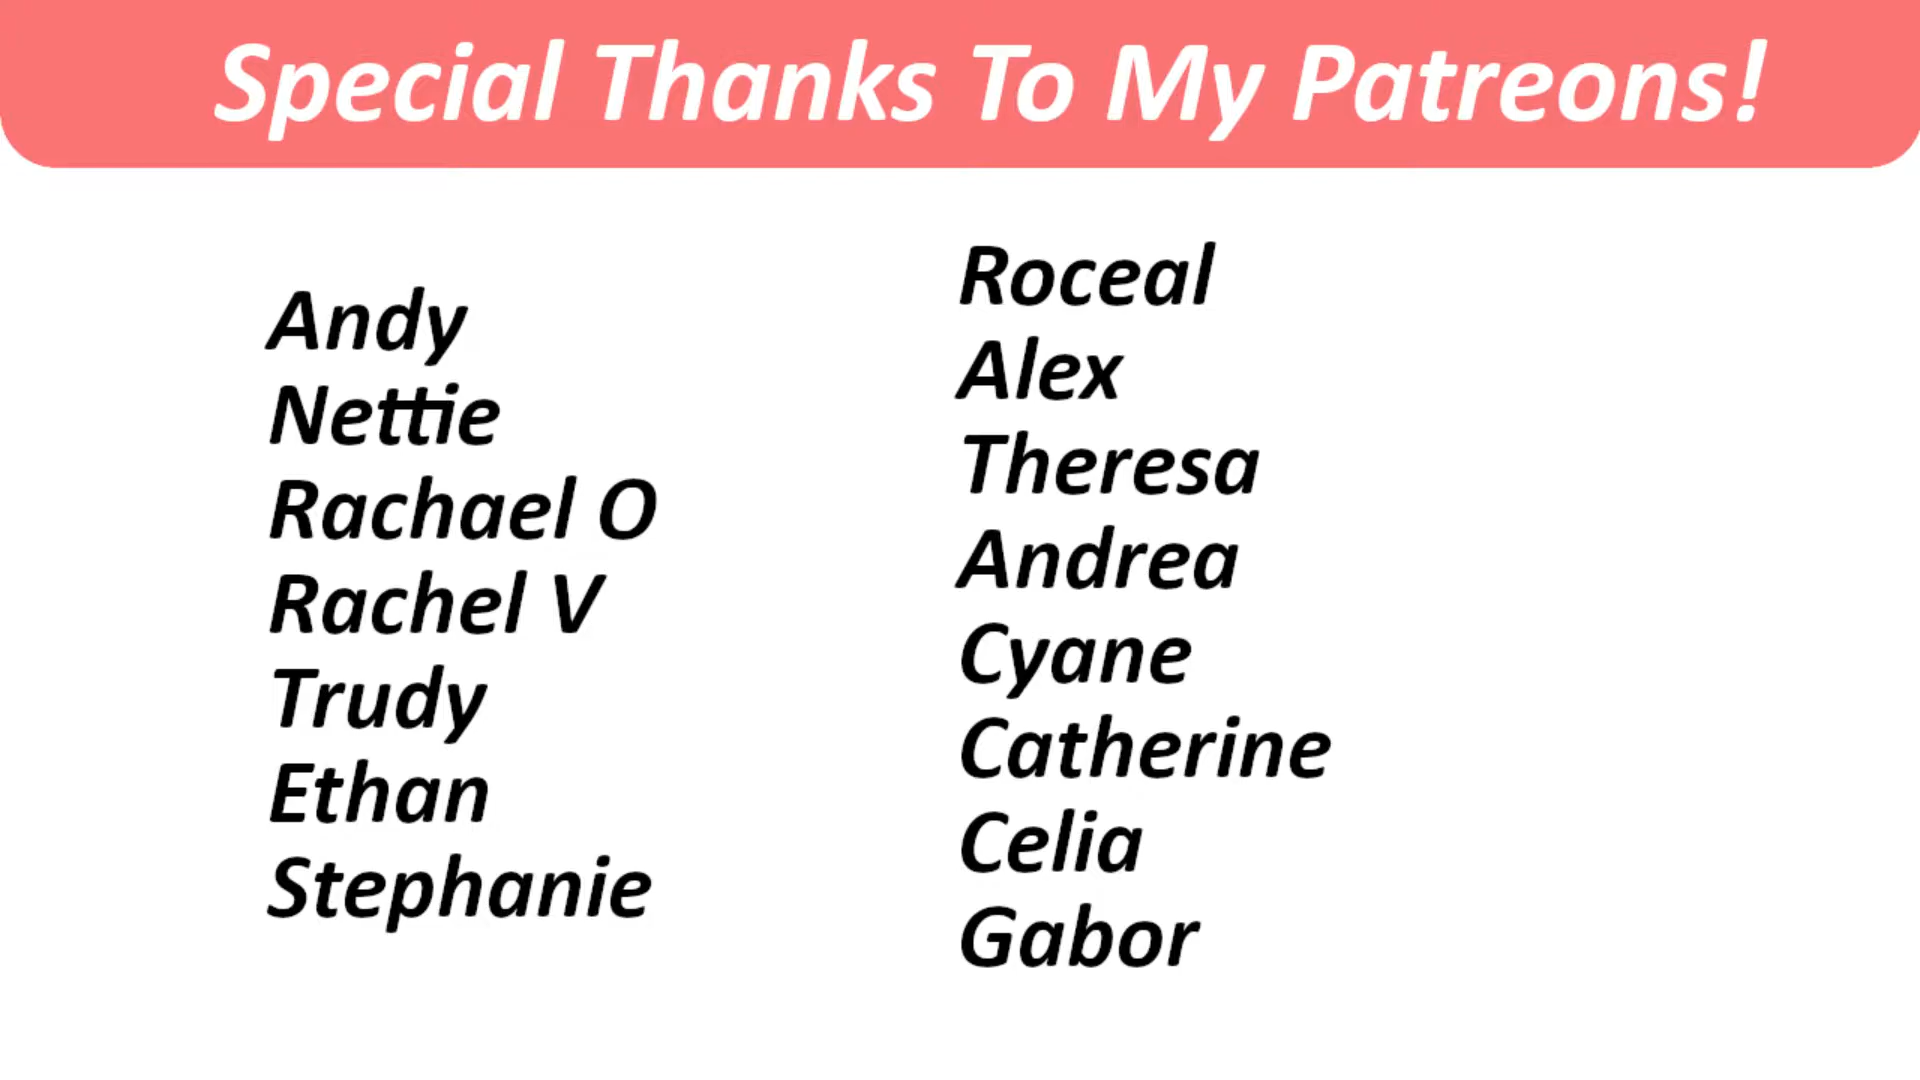 Special Thanks To My Patreons!
Andy
Nettie
Rachael O
Rachel V
Trudy
Ethan
Stephanie
Roceal
Alex
Theresa
Andrea
Cyane
Catherine
Celia
Gabor